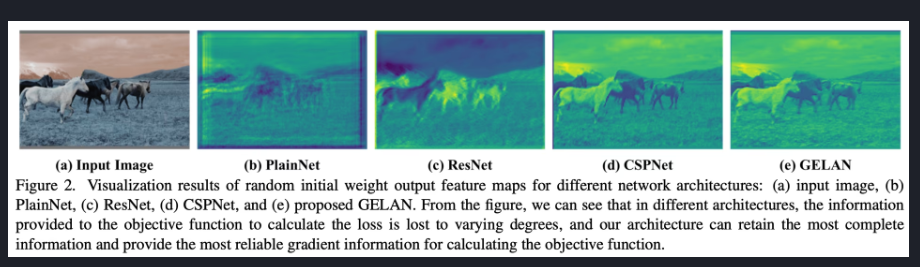 (a) Input Image (b) PlainNet (c) ResNet (d) CSPNet (e) GELAN
Figure 2. Visualization results of random initial weight output feature maps for different network architectures: (a) input image, (b)
PlainNet, (c) ResNet, (d) CSPNet, and (e) proposed GELAN. From the figure, we can see that in different architectures, the information
provided to the objective function to calculate the loss is lost to varying degrees, and our architecture can retain the most complete
information and provide the most reliable gradient information for calculating the objective function.